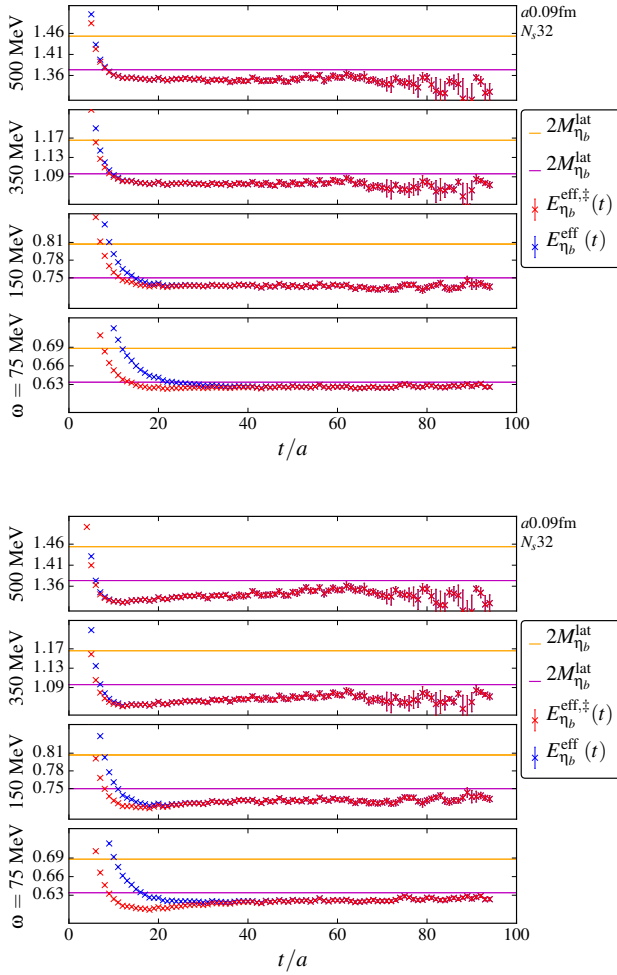 a0.09fm
N_s32
500 MeV
1.46
1.41
1.36
350 MeV
1.17
1.13
1.09
150 MeV
0.81
0.78
0.75
ω = 75 MeV
0.69
0.66
0.63
0 20 40 60 80 100
t/a
2M_{η_b}^{lat}
2M_{η_b}^{lat}
E_{η_b}^{eff,‡}(t)
E_{η_b}^{eff}(t)
a0.09fm
N_s32
500 MeV
1.46
1.41
1.36
350 MeV
1.17
1.13
1.09
150 MeV
0.81
0.78
0.75
ω = 75 MeV
0.69
0.66
0.63
0 20 40 60 80 100
t/a
2M_{η_b}^{lat}
2M_{η_b}^{lat}
E_{η_b}^{eff,‡}(t)
E_{η_b}^{eff}(t)